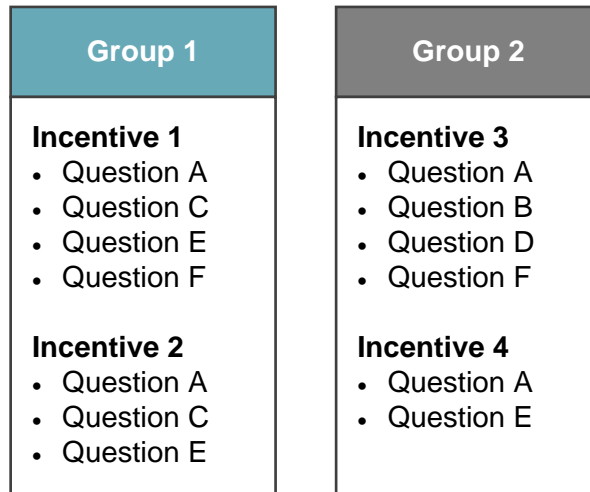 Group 1
Incentive 1
• Question A
• Question C
• Question E
• Question F
Incentive 2
• Question A
• Question C
• Question E
Group 2
Incentive 3
• Question A
• Question B
• Question D
• Question F
Incentive 4
• Question A
• Question E